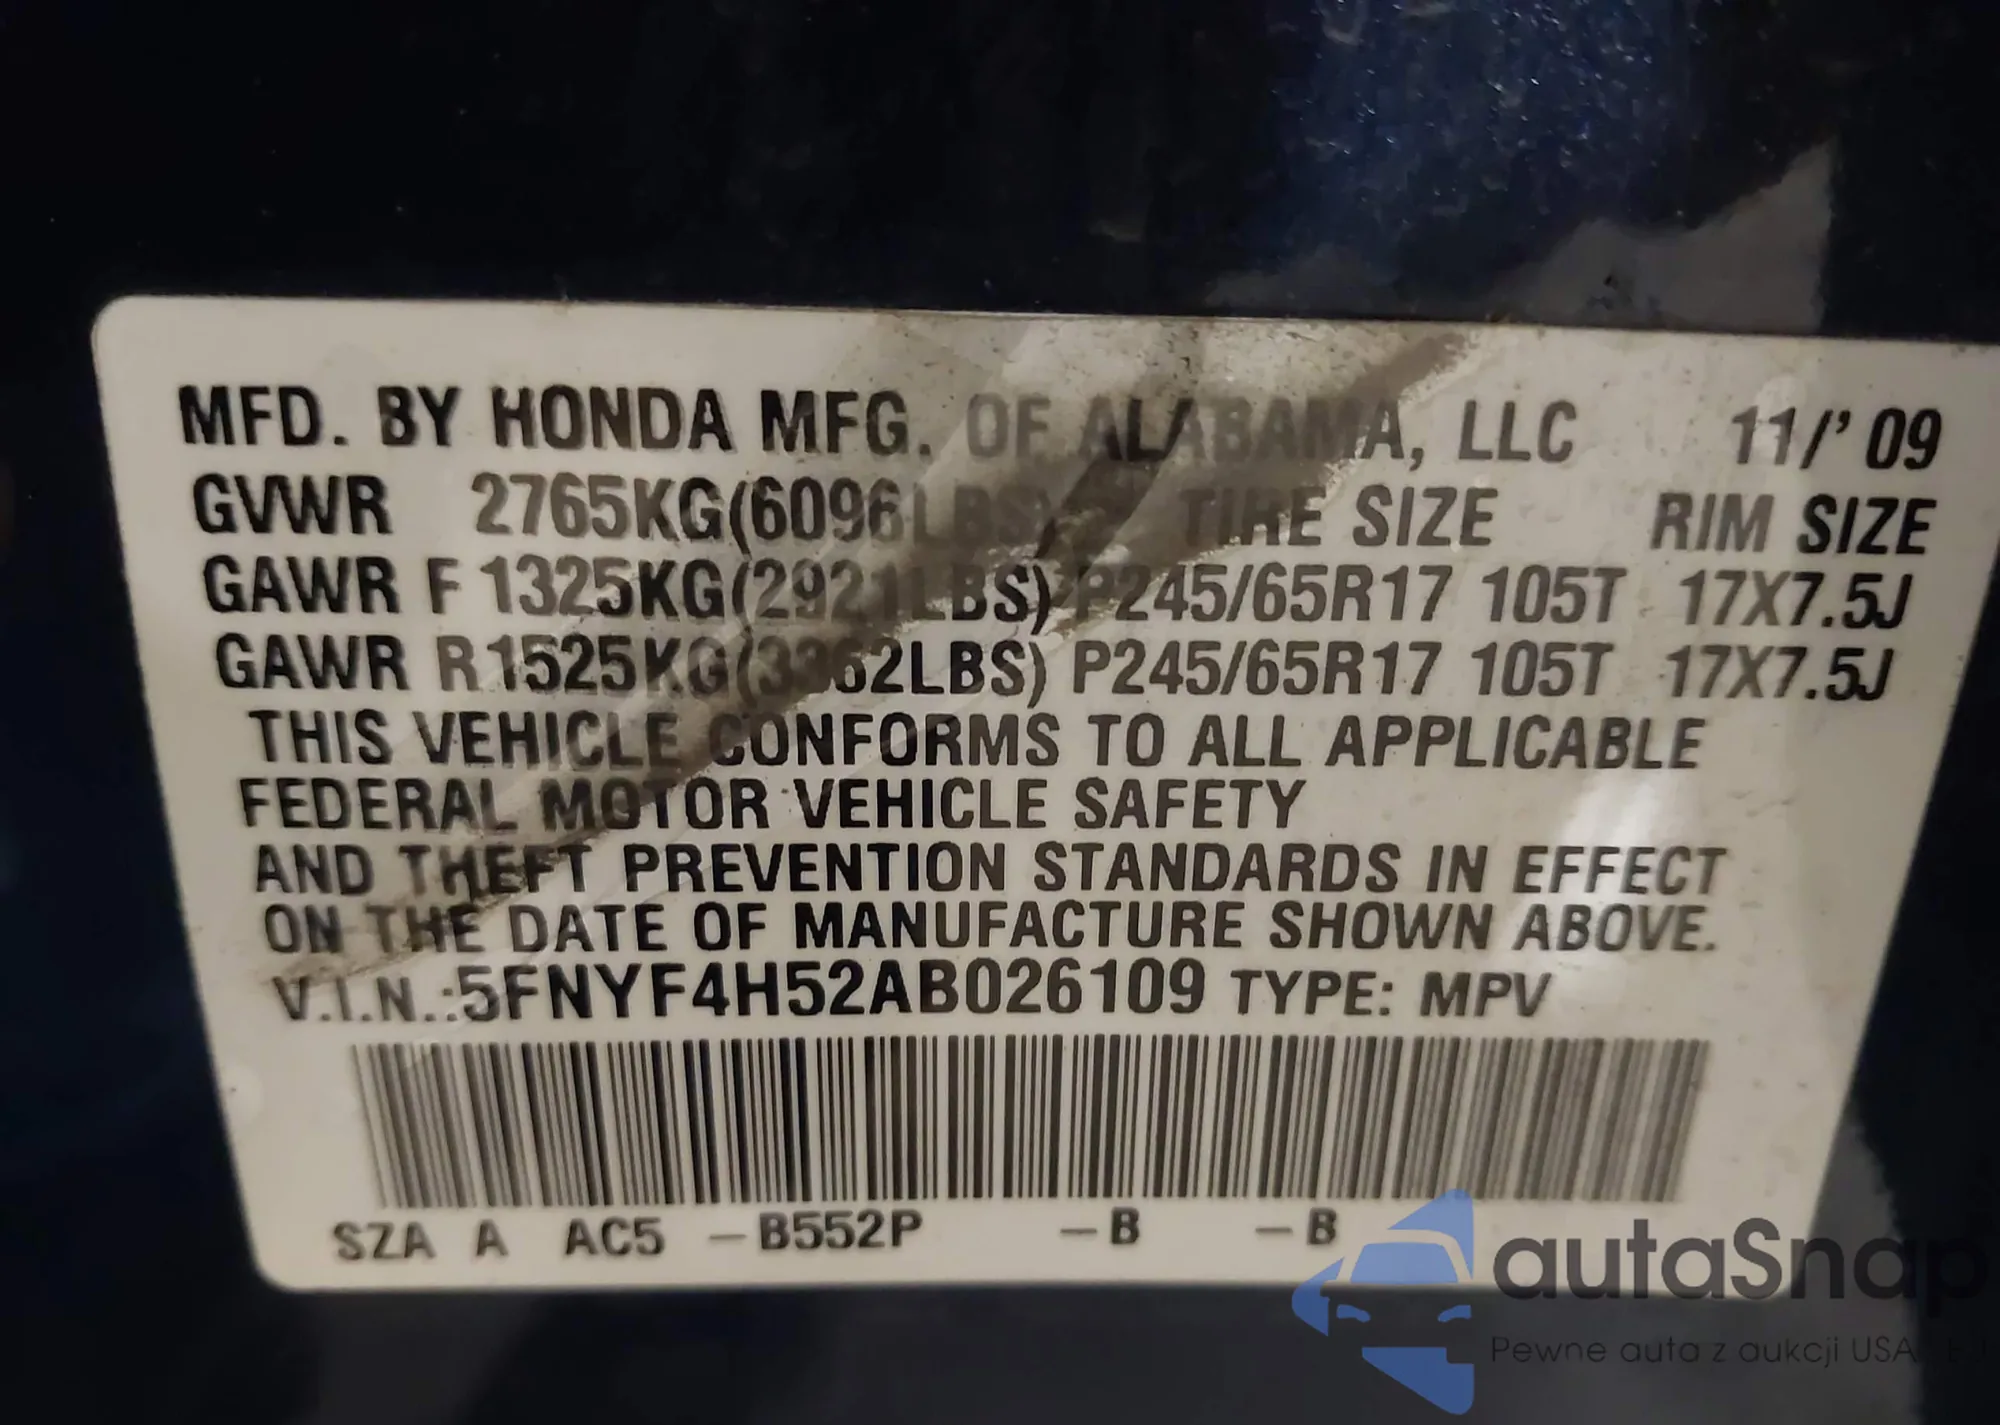 MFD. BY HONDA MFG. OF ALABAMA, LLC 11/'09
GVWR 2765KG(6096LBS) TIRE SIZE RIM SIZE
GAWR F 1325KG(2921LBS) P245/65R17 105T 17X7.5J
GAWR R 1525KG(3362LBS) P245/65R17 105T 17X7.5J
THIS VEHICLE CONFORMS TO ALL APPLICABLE
FEDERAL MOTOR VEHICLE SAFETY
AND THEFT PREVENTION STANDARDS IN EFFECT
ON THE DATE OF MANUFACTURE SHOWN ABOVE.
V.I.N.:5FNYF4H52AB026109 TYPE: MPV
SZA A AC5 –B552P –B –B
autaSnap
Pewne auta z aukcji USA